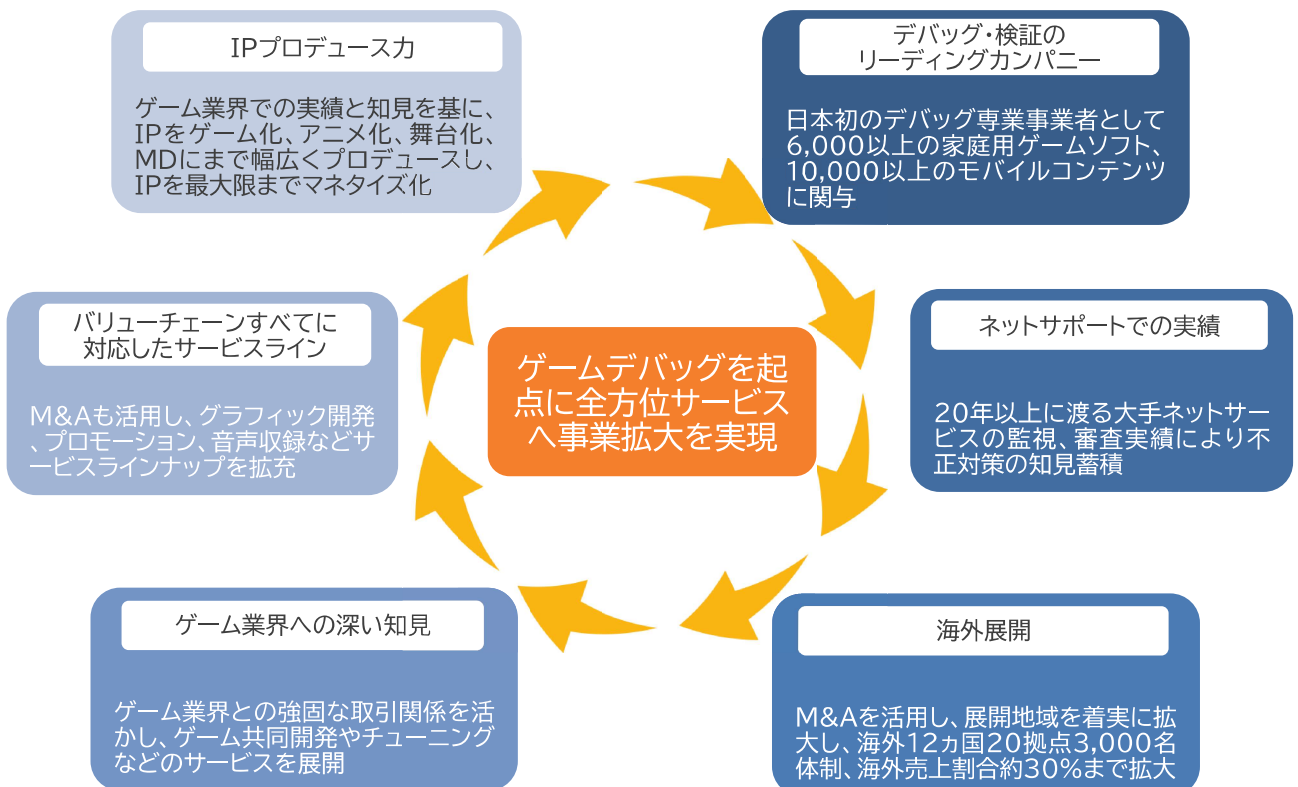 IPプロデュース力
ゲーム業界での実績と知見を基に、
IPをゲーム化、アニメ化、舞台化、
MDにまで幅広くプロデュースし、
IPを最大限までマネタイズ化
デバッグ・検証の
リーディングカンパニー
日本初のデバッグ専業事業者として
6,000以上の家庭用ゲームソフト、
10,000以上のモバイルコンテンツ
に関与
バリューチェーンすべてに
対応したサービスライン
M&Aも活用し、グラフィック開発
、プロモーション、音声収録などサ
ービスラインナップを拡充
ゲームデバッグを起
点に全方位サービス
へ事業拡大を実現
ネットサポートでの実績
20年以上に渡る大手ネットサー
ビスの監視、審査実績により不
正対策の知見蓄積
ゲーム業界への深い知見
ゲーム業界との強固な取引関係を活
かし、ゲーム共同開発やチューニング
などのサービスを展開
海外展開
M&Aを活用し、展開地域を着実に拡
大し、海外12ヵ国20拠点3,000名
体制、海外売上割合約30%まで拡大